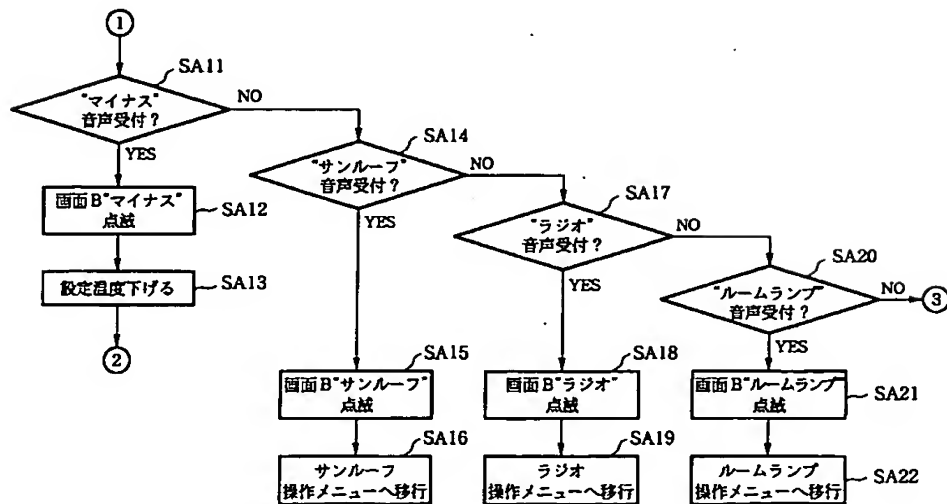 ①
SA11
"マイナス"
音声受付？
NO
YES
画面B"マイナス"
点滅
SA12
設定温度下げる
SA13
②
SA14
"サンルーフ"
音声受付？
NO
YES
画面B"サンルーフ"
点滅
SA15
サンルーフ
操作メニューへ移行
SA16
SA17
"ラジオ"
音声受付？
NO
YES
画面B"ラジオ"
点滅
SA18
ラジオ
操作メニューへ移行
SA19
SA20
"ルームランプ"
音声受付？
NO
③
YES
画面B"ルームランプ"
点滅
SA21
ルームランプ
操作メニューへ移行
SA22